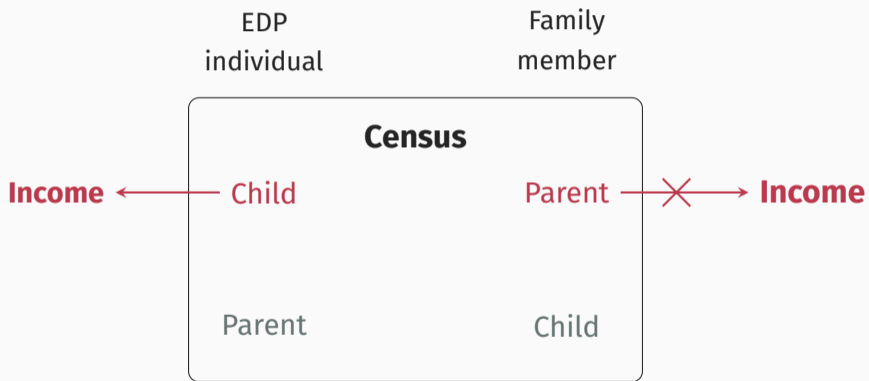 EDP
individual
Family
member
Census
Income
Child
Parent
Income
Parent
Child